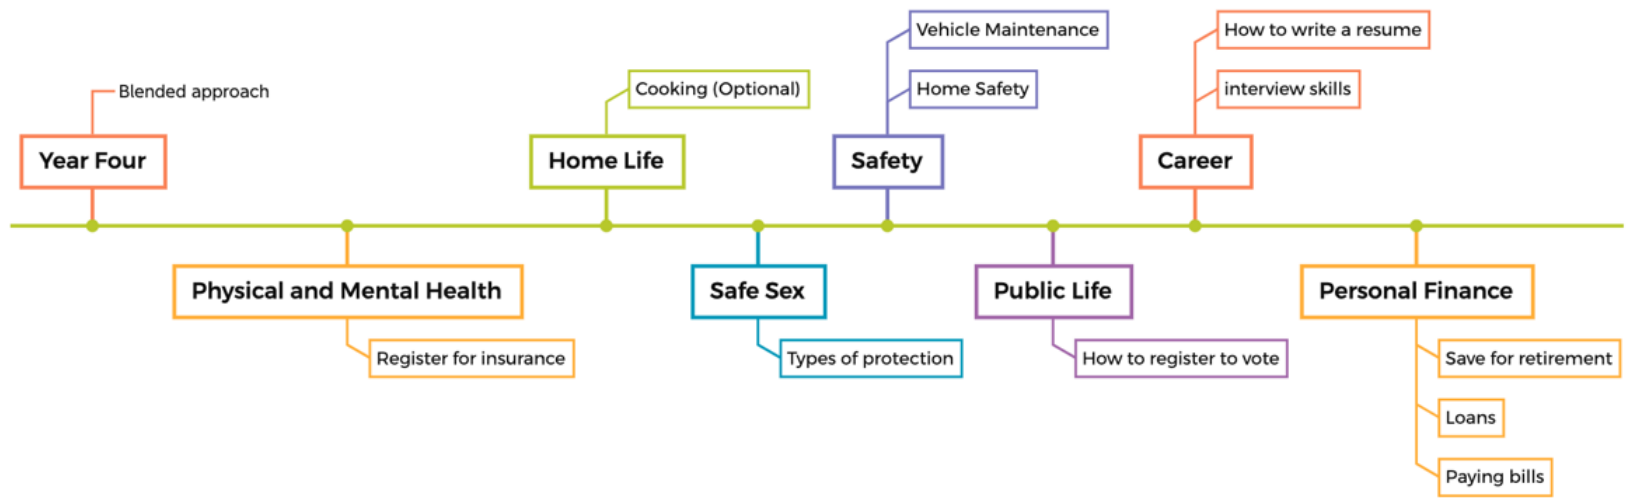 Vehicle Maintenance
How to write a resume
Blended approach
Cooking (Optional)
Home Safety
interview skills
Year Four
Home Life
Safety
Career
Physical and Mental Health
Safe Sex
Public Life
Personal Finance
Register for insurance
Types of protection
How to register to vote
Save for retirement
Loans
Paying bills